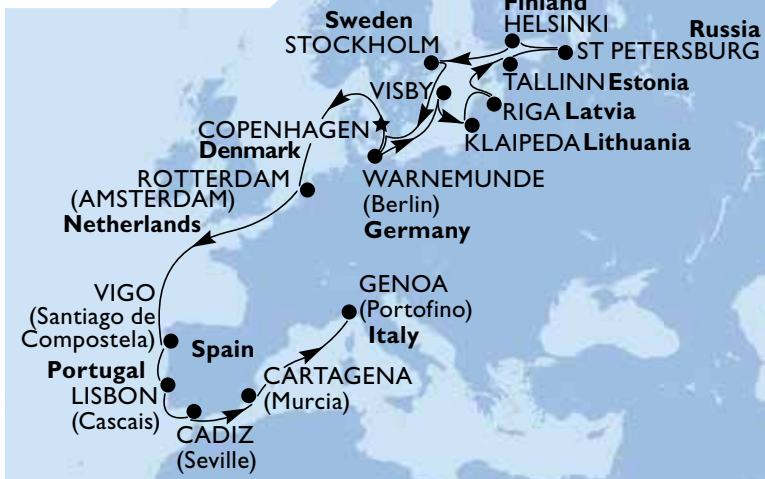 Finland
Sweden
HELSINKI
Russia
STOCKHOLM
ST PETERSBURG
TALLINN Estonia
VISBY
RIGA Latvia
COPENHAGEN
KLAIPEDA Lithuania
Denmark
ROTTERDAM
(AMSTERDAM)
Netherlands
WARNEMUNDE
(Berlin)
Germany
VIGO
(Santiago de
Compostela)
GENOA
(Portofino)
Italy
Spain
Portugal
LISBON
(Cascais)
CARTAGENA
(Murcia)
CADIZ
(Seville)